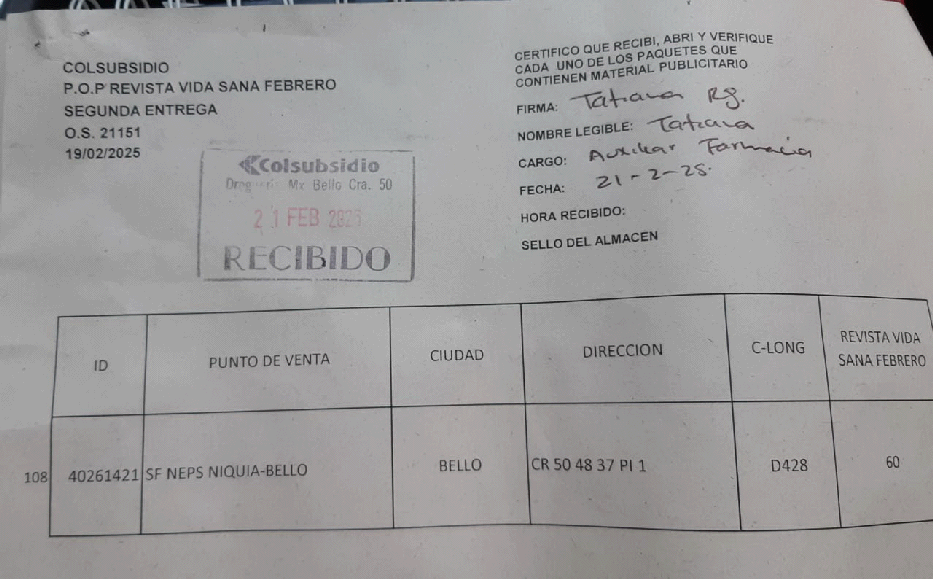 COLSUBSIDIO
P.O.P REVISTA VIDA SANA FEBRERO
SEGUNDA ENTREGA
O.S. 21151
19/02/2025
Colsubsidio
Mx Bello Cra. 50
21 FEB
RECIBIDO
CERTIFICO QUE RECIBI, ABRI Y VERIFIQUE
CADA UNO DE LOS PAQUETES QUE
CONTIENEN MATERIAL PUBLICITARIO
FIRMA: Tatiana Rg.
NOMBRE LEGIBLE: Tatiana
CARGO: Auxiliar Farmacia
FECHA: 21-2-25.
HORA RECIBIDO:
SELLO DEL ALMACEN
ID PUNTO DE VENTA CIUDAD DIRECCION C-LONG REVISTA VIDA
SANA FEBRERO
108 40261421 SF NEPS NIQUIA-BELLO BELLO CR 50 48 37 PI 1 D428 60